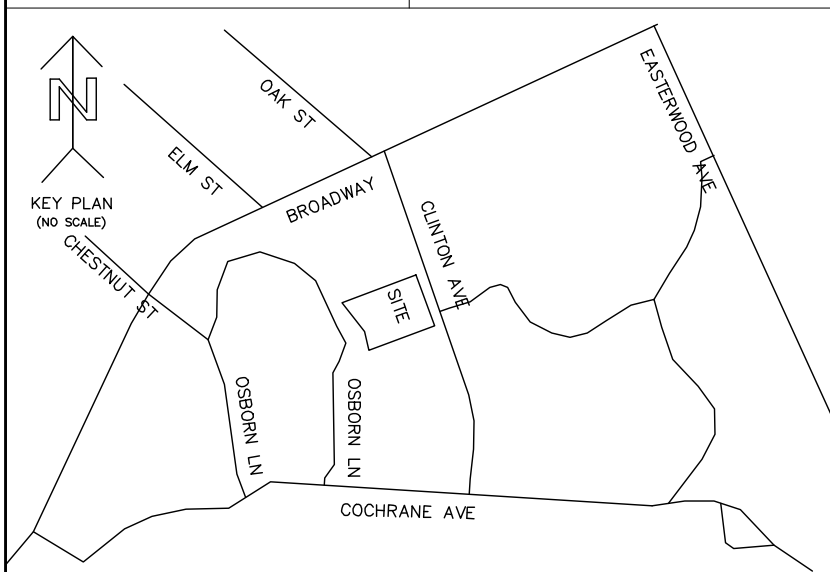 OAK ST
EASTERWOOD AVE
N
ELM ST
KEY PLAN
(NO SCALE)
BROADWAY
CLINTON AVE
CHESTNUT ST
SITE
OSBORN LN
OSBORN LN
COCHRANE AVE